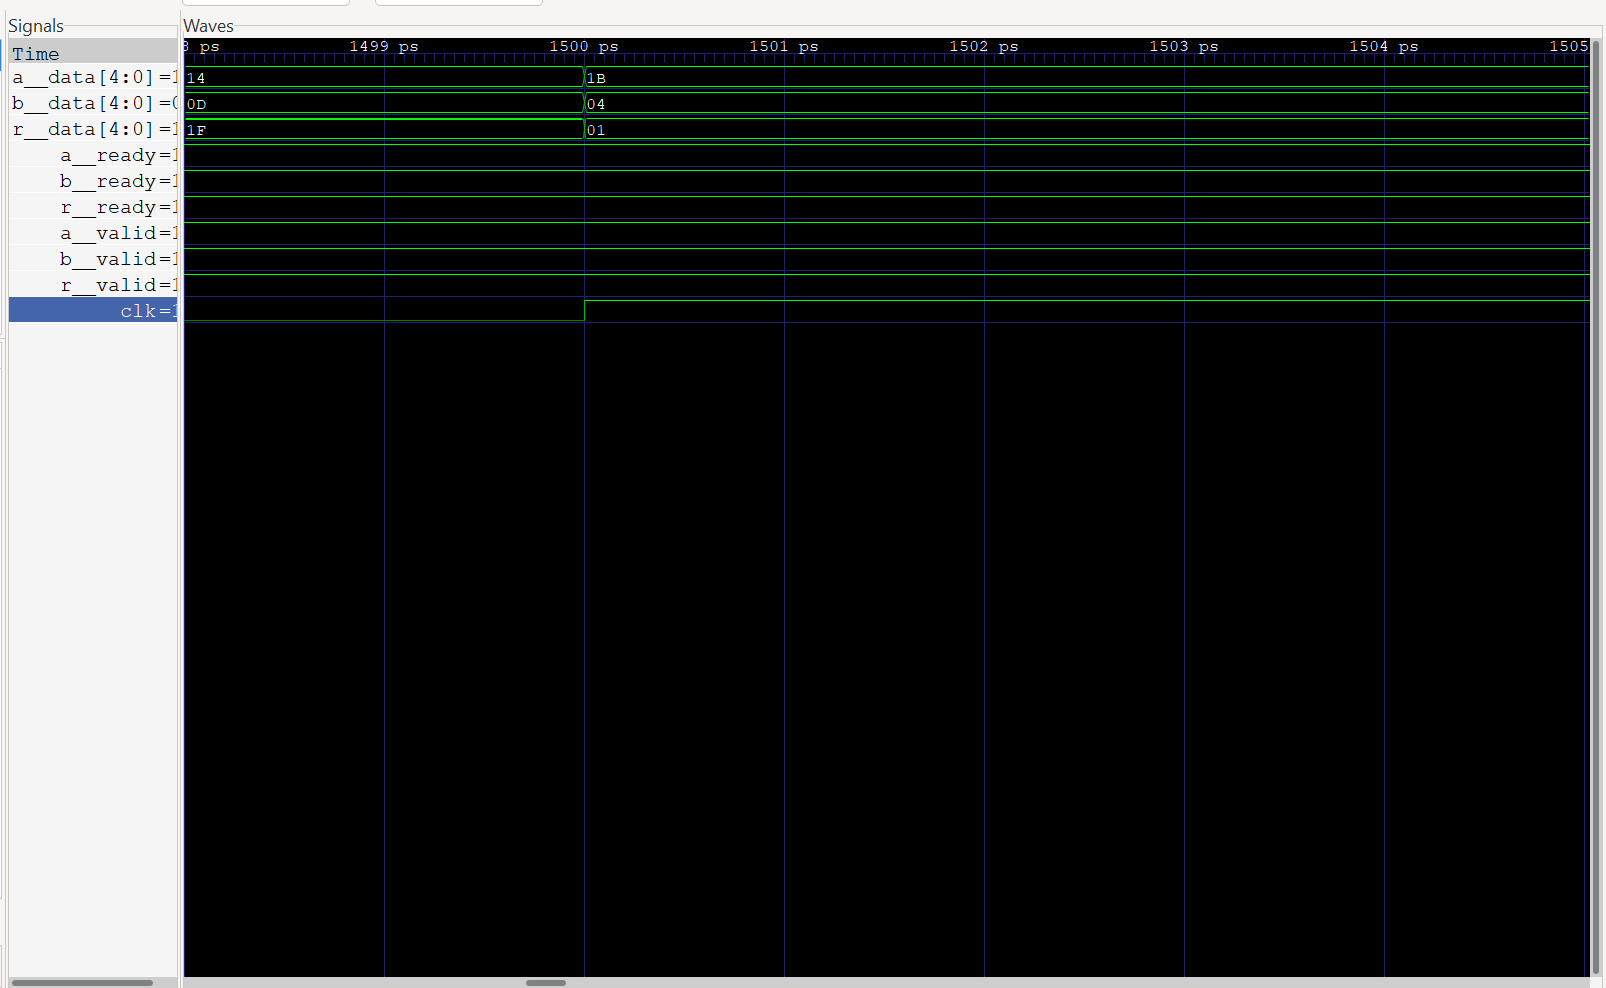 Signals
Waves
Time
8 ps 1499 ps 1500 ps 1501 ps 1502 ps 1503 ps 1504 ps 1505
a__data[4:0]=1 14 1B
b__data[4:0]=0 0D 04
r__data[4:0]=1 1F 01
a__ready=1
b__ready=1
r__ready=1
a__valid=1
b__valid=1
r__valid=1
clk=1